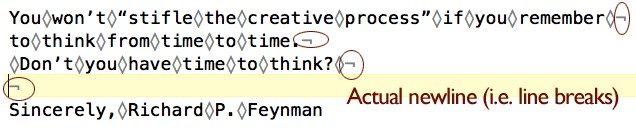 You◊won’t◊“stifle◊the◊creative◊process”◊if◊you◊remember◊¬
to◊think◊from◊time◊to◊time.¬
◊Don’t◊you◊have◊time◊to◊think?◊¬
¬
Actual newline (i.e. line breaks)
Sincerely,◊Richard◊P.◊Feynman